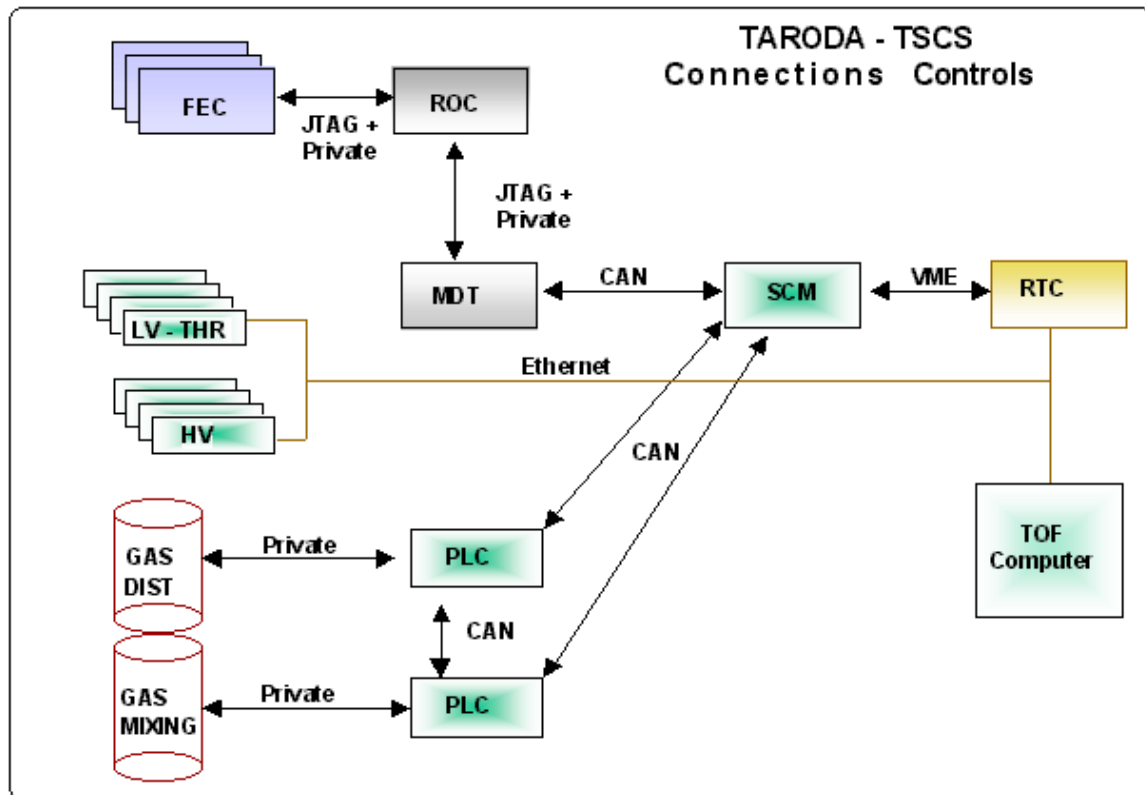 TARODA - TSCS
Connections Controls
FEC
ROC
JTAG +
Private
JTAG +
Private
MDT
CAN
SCM
VME
RTC
LV - THR
Ethernet
HV
CAN
GAS
DIST
Private
PLC
TOF
Computer
CAN
GAS
MIXING
Private
PLC